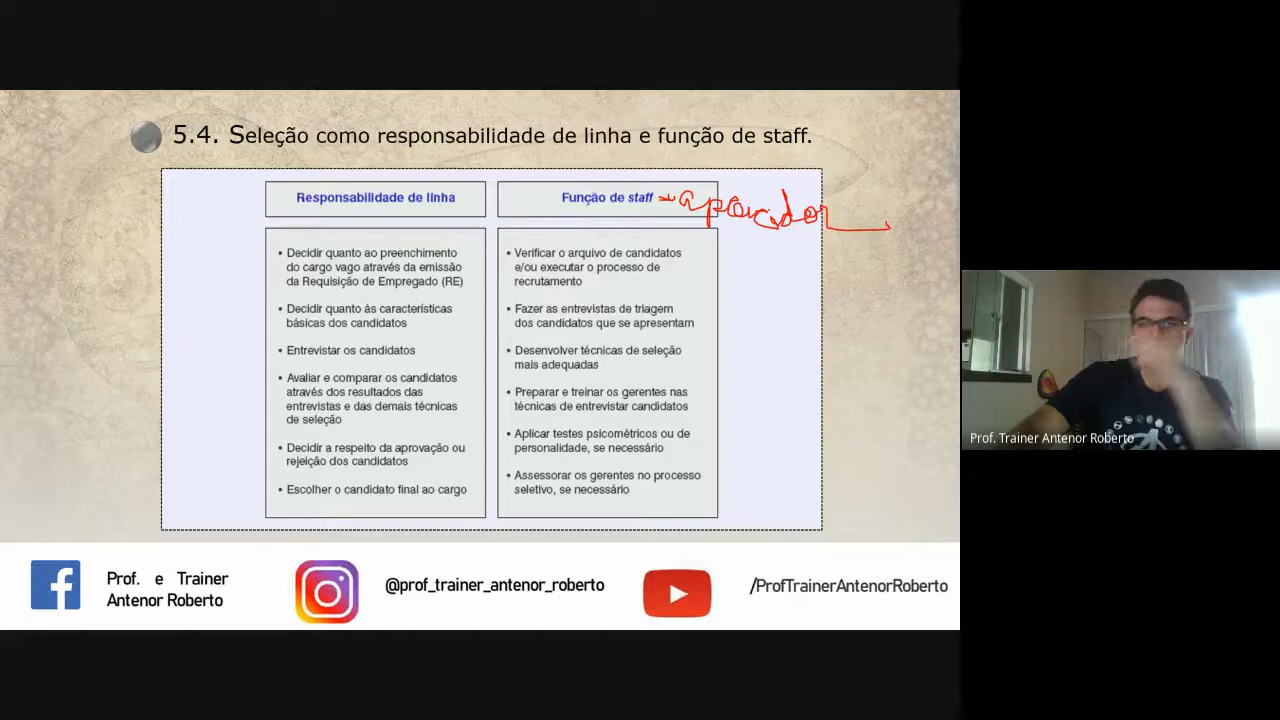 5.4. Seleção como responsabilidade de linha e função de staff.
Responsabilidade de linha
• Decidir quanto ao preenchimento
do cargo vago através da emissão
da Requisição de Empregado (RE)
• Decidir quanto às características
básicas dos candidatos
• Entrevistar os candidatos
• Avaliar e comparar os candidatos
através dos resultados das
entrevistas e das demais técnicas
de seleção
• Decidir a respeito da aprovação ou
rejeição dos candidatos
• Escolher o candidato final ao cargo
Função de staff
• Verificar o arquivo de candidatos
e/ou executar o processo de
recrutamento
• Fazer as entrevistas de triagem
dos candidatos que se apresentam
• Desenvolver técnicas de seleção
mais adequadas
• Preparar e treinar os gerentes nas
técnicas de entrevistar candidatos
• Aplicar testes psicométricos ou de
personalidade, se necessário
• Assessorar os gerentes no processo
seletivo, se necessário
Prof. e Trainer
Antenor Roberto
@prof_trainer_antenor_roberto
/ProfTrainerAntenorRoberto
Prof. Trainer Antenor Roberto